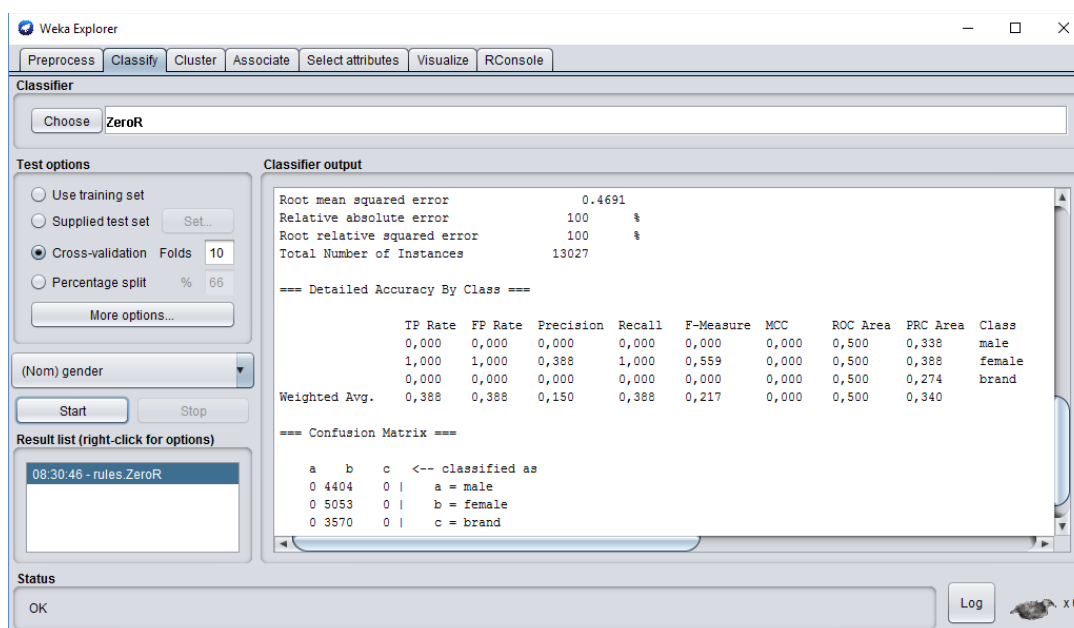 Weka Explorer
Preprocess Classify Cluster Associate Select attributes Visualize RConsole
Classifier
Choose ZeroR
Test options
Use training set
Supplied test set Set...
Cross-validation Folds 10
Percentage split % 66
More options...
(Nom) gender
Start Stop
Result list (right-click for options)
08:30:46 - rules.ZeroR
Classifier output
Root mean squared error 0.4691
Relative absolute error 100 %
Root relative squared error 100 %
Total Number of Instances 13027
=== Detailed Accuracy By Class ===
TP Rate FP Rate Precision Recall F-Measure MCC ROC Area PRC Area Class
0,000 0,000 0,000 0,000 0,000 0,000 0,500 0,338 male
1,000 1,000 0,388 1,000 0,559 0,000 0,500 0,388 female
0,000 0,000 0,000 0,000 0,000 0,000 0,500 0,274 brand
Weighted Avg. 0,388 0,388 0,150 0,388 0,217 0,000 0,500 0,340
=== Confusion Matrix ===
a b c <-- classified as
0 4404 0 | a = male
0 5053 0 | b = female
0 3570 0 | c = brand
Status
OK
Log
x